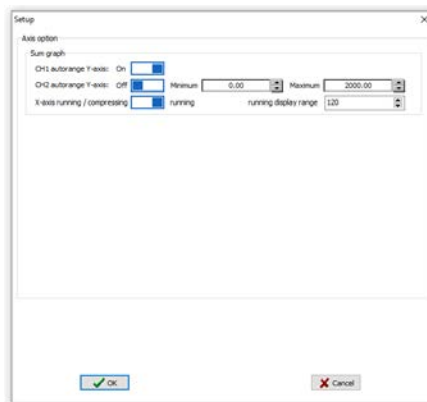 Setup
Axis option
Sum graph
CH1 autorange Y-axis: On
CH2 autorange Y-axis: Off Minimum 0.00 Maximum 2000.00
X-axis running / compressing running running display range 120
OK Cancel